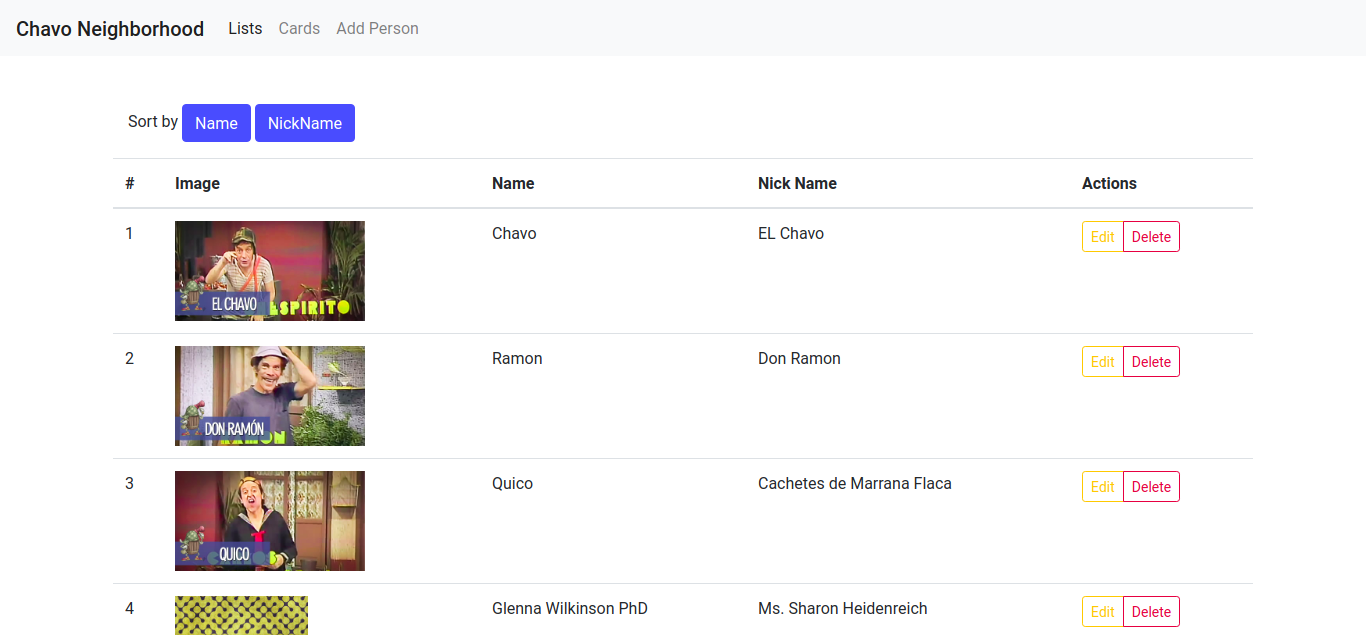 Chavo Neighborhood Lists Cards Add Person
Sort by Name NickName
# Image Name Nick Name Actions
1 Chavo EL Chavo Edit Delete
EL CHAVO ESPIRITO
2 Ramon Don Ramon Edit Delete
DON RAMÓN
RAMON
3 Quico Cachetes de Marrana Flaca Edit Delete
QUICO
4 Glenna Wilkinson PhD Ms. Sharon Heidenreich Edit Delete